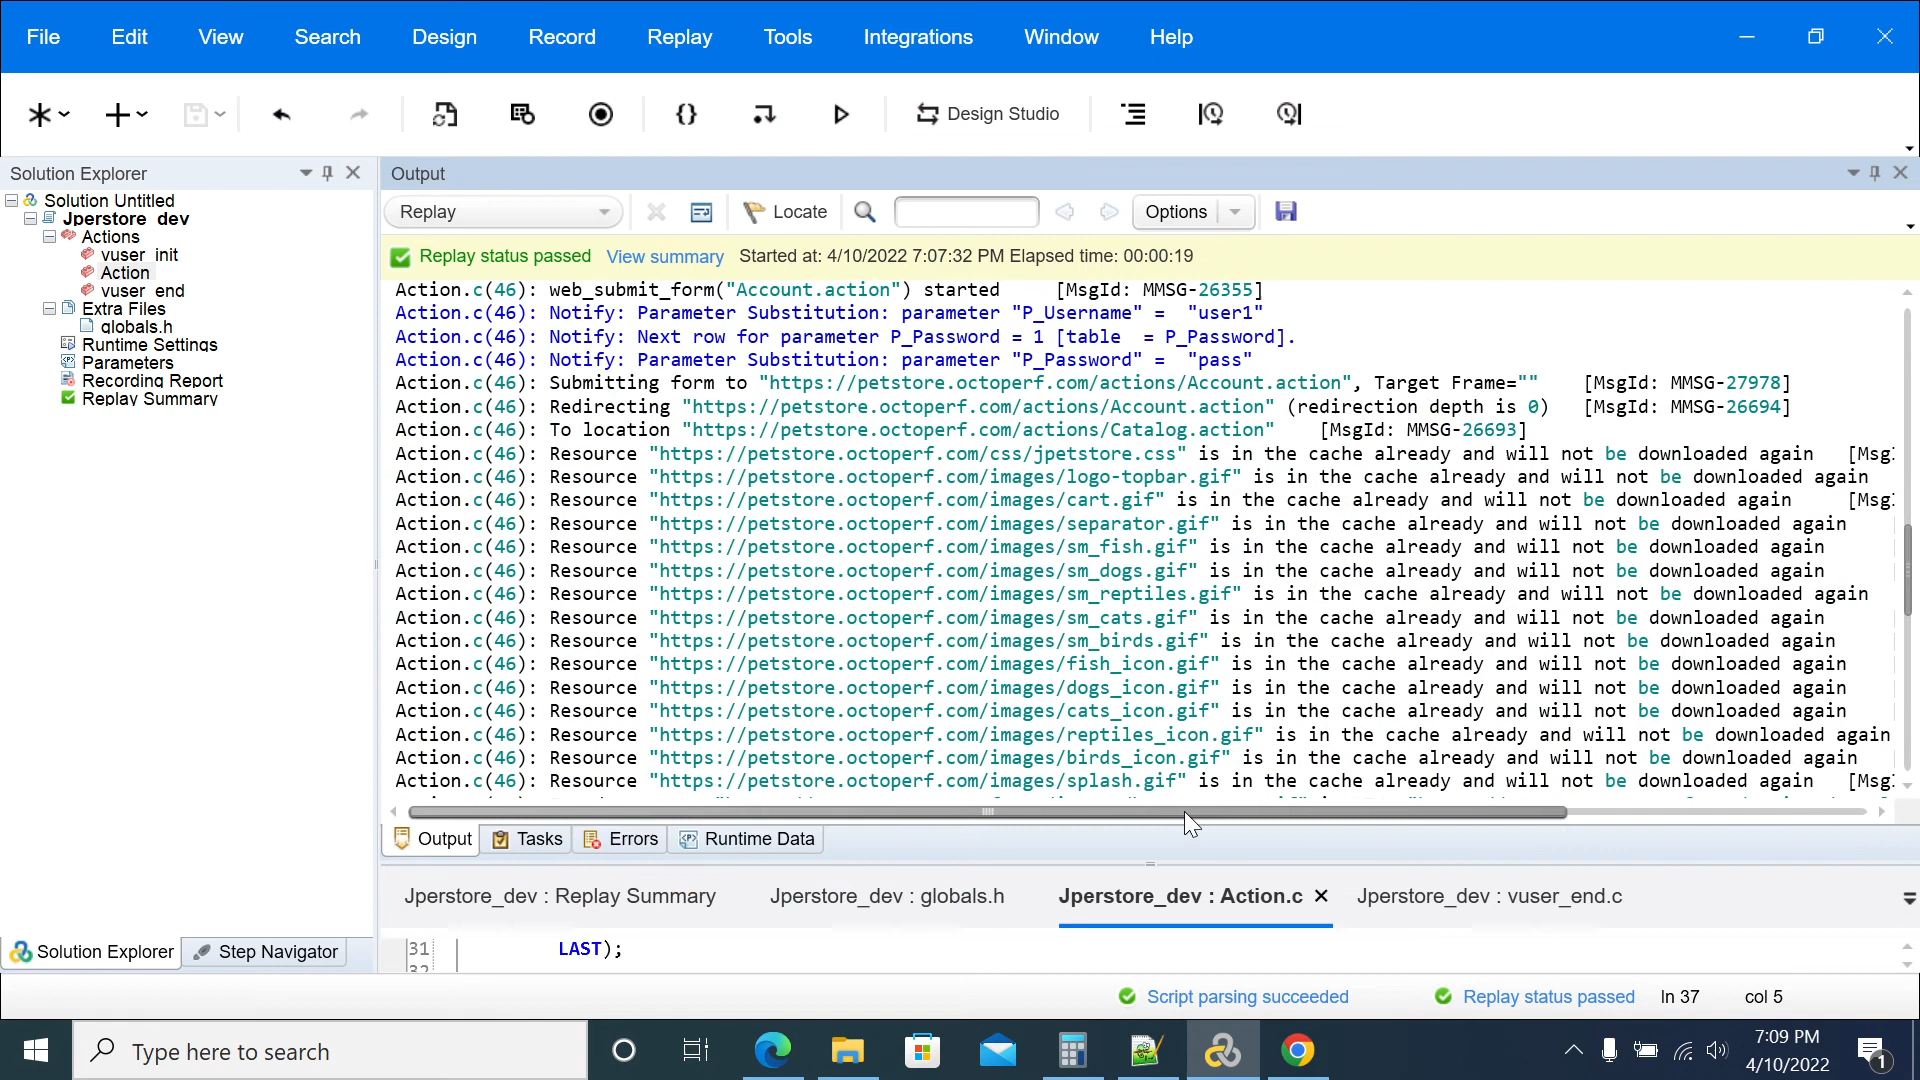 File Edit View Search Design Record Replay Tools Integrations Window Help
Design Studio
Solution Explorer
Solution Untitled
Jperstore_dev
Actions
vuser_init
Action
vuser_end
Extra Files
globals.h
Runtime Settings
Parameters
Recording Report
Replay Summary
Solution Explorer Step Navigator
Output
Replay Locate Options
Replay status passed View summary Started at: 4/10/2022 7:07:32 PM Elapsed time: 00:00:19
Action.c(46): web_submit_form("Account.action") started [MsgId: MMSG-26355]
Action.c(46): Notify: Parameter Substitution: parameter "P_Username" = "user1"
Action.c(46): Notify: Next row for parameter P_Password = 1 [table = P_Password].
Action.c(46): Notify: Parameter Substitution: parameter "P_Password" = "pass"
Action.c(46): Submitting form to "https://petstore.octoperf.com/actions/Account.action", Target Frame="" [MsgId: MMSG-27978]
Action.c(46): Redirecting "https://petstore.octoperf.com/actions/Account.action" (redirection depth is 0) [MsgId: MMSG-26694]
Action.c(46): To location "https://petstore.octoperf.com/actions/Catalog.action" [MsgId: MMSG-26693]
Action.c(46): Resource "https://petstore.octoperf.com/css/jpetstore.css" is in the cache already and will not be downloaded again [Msg
Action.c(46): Resource "https://petstore.octoperf.com/images/logo-topbar.gif" is in the cache already and will not be downloaded again
Action.c(46): Resource "https://petstore.octoperf.com/images/cart.gif" is in the cache already and will not be downloaded again [Msg
Action.c(46): Resource "https://petstore.octoperf.com/images/separator.gif" is in the cache already and will not be downloaded again
Action.c(46): Resource "https://petstore.octoperf.com/images/sm_fish.gif" is in the cache already and will not be downloaded again
Action.c(46): Resource "https://petstore.octoperf.com/images/sm_dogs.gif" is in the cache already and will not be downloaded again
Action.c(46): Resource "https://petstore.octoperf.com/images/sm_reptiles.gif" is in the cache already and will not be downloaded again
Action.c(46): Resource "https://petstore.octoperf.com/images/sm_cats.gif" is in the cache already and will not be downloaded again
Action.c(46): Resource "https://petstore.octoperf.com/images/sm_birds.gif" is in the cache already and will not be downloaded again
Action.c(46): Resource "https://petstore.octoperf.com/images/fish_icon.gif" is in the cache already and will not be downloaded again
Action.c(46): Resource "https://petstore.octoperf.com/images/dogs_icon.gif" is in the cache already and will not be downloaded again
Action.c(46): Resource "https://petstore.octoperf.com/images/cats_icon.gif" is in the cache already and will not be downloaded again
Action.c(46): Resource "https://petstore.octoperf.com/images/reptiles_icon.gif" is in the cache already and will not be downloaded again
Action.c(46): Resource "https://petstore.octoperf.com/images/birds_icon.gif" is in the cache already and will not be downloaded again
Action.c(46): Resource "https://petstore.octoperf.com/images/splash.gif" is in the cache already and will not be downloaded again [Msg
Output Tasks Errors Runtime Data
Jperstore_dev : Replay Summary Jperstore_dev : globals.h Jperstore_dev : Action.c Jperstore_dev : vuser_end.c
31 LAST);
32
Script parsing succeeded Replay status passed ln 37 col 5
Type here to search
7:09 PM
4/10/2022
1